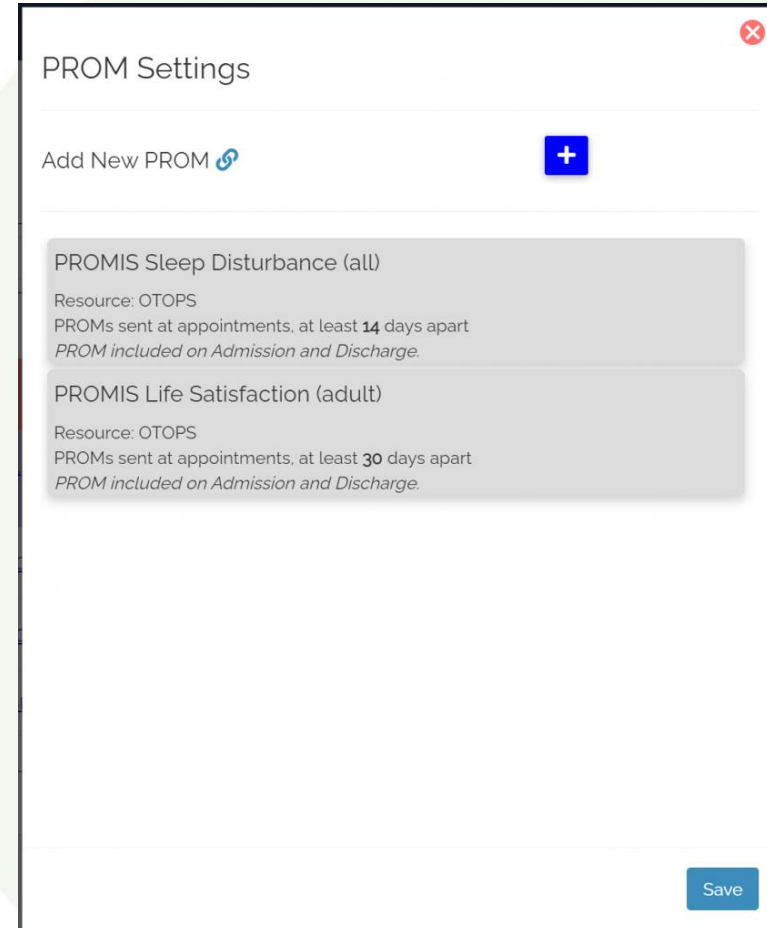 PROM Settings
Add New PROM
PROMIS Sleep Disturbance (all)
Resource: OTOPS
PROMs sent at appointments, at least 14 days apart
PROM included on Admission and Discharge.
PROMIS Life Satisfaction (adult)
Resource: OTOPS
PROMs sent at appointments, at least 30 days apart
PROM included on Admission and Discharge.
Save